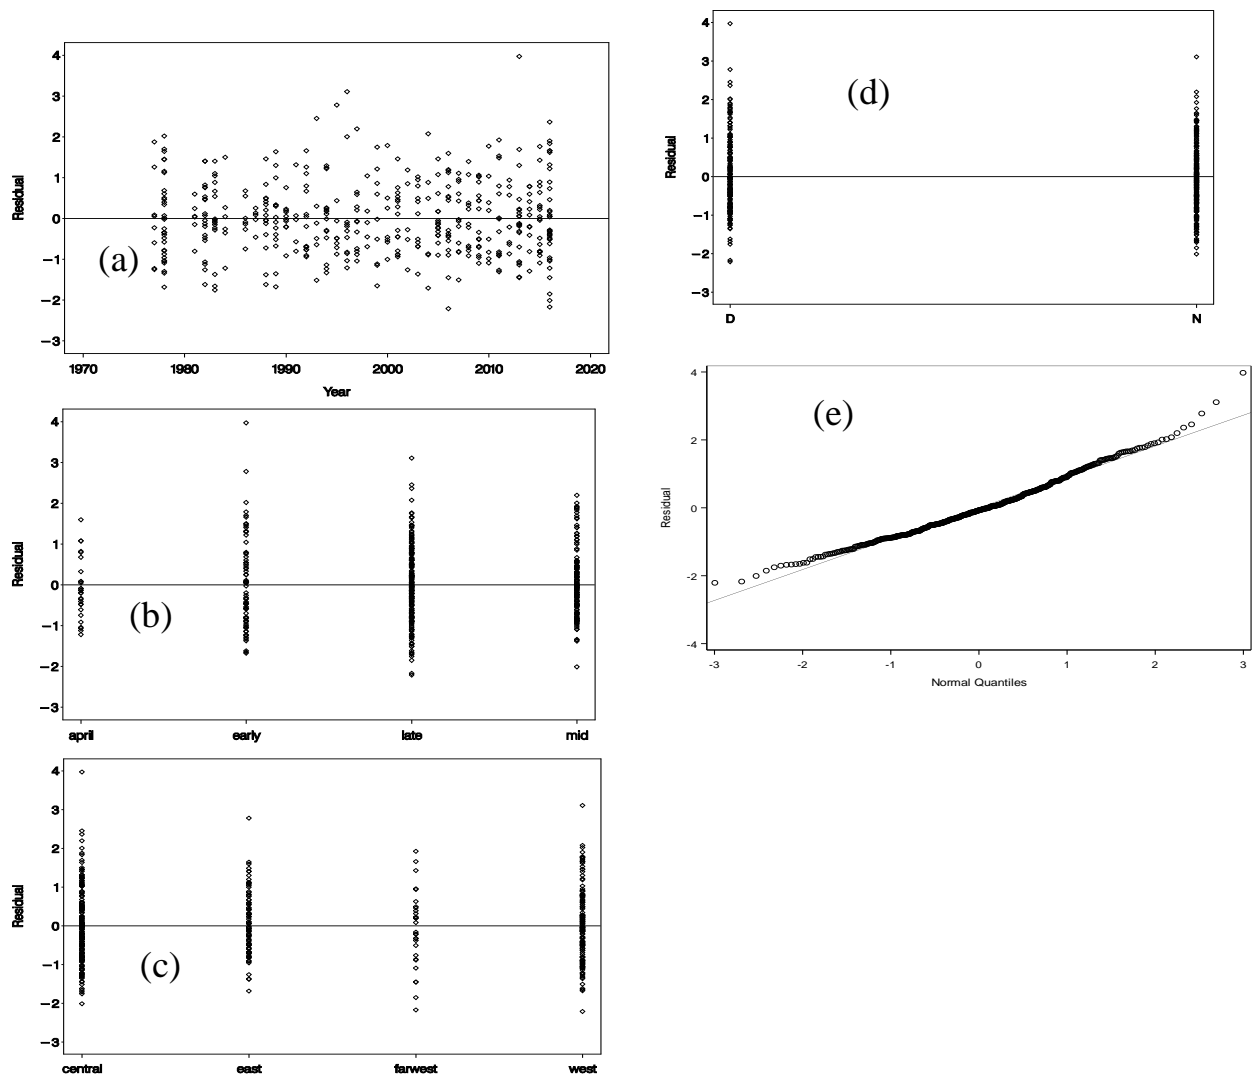 4
3
2
1
0
−1
−2
−3
Residual
(a)
1970 1980 1990 2000 2010 2020
Year
4
3
2
1
0
−1
−2
−3
Residual
(b)
april early late mid
4
3
2
1
0
−1
−2
−3
Residual
(c)
central east farwest west
4
3
2
1
0
−1
−2
−3
Residual
(d)
D N
4
2
0
-2
-4
Residual
(e)
-3 -2 -1 0 1 2 3
Normal Quantiles